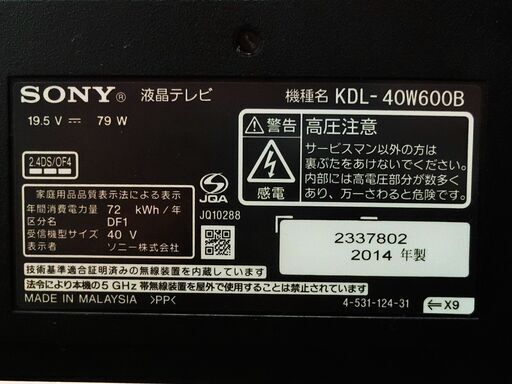 SONY® 液晶テレビ 機種名 KDL-40W600B
19.5 V ⎓ 79 W
2.4DS/OF4
家庭用品品質表示法による表示
年間消費電力量 72 kWh/年
区分名 DF1
受信機型サイズ 40 V
表示者 ソニー株式会社
JQA
JQ10288
警告 高圧注意
感電
サービスマン以外の方は
裏ぶたをあけないでください。
内部には高電圧部分が数多く
あり、万一さわると危険です。
2337802
2014 年製
技術基準適合証明済みの無線装置を内蔵しています
法令により本機の5 GHz 帯無線装置を屋外で使用することは禁止されています
MADE IN MALAYSIA >PP< 4-531-124-31 ⇐X9